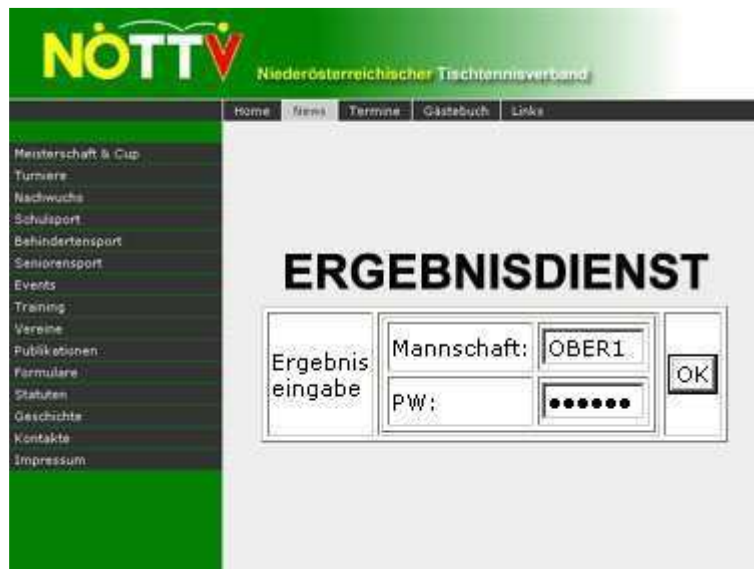 NÖTTV
Niederösterreichischer Tischtennisverband
Home News Termine Gästebuch Links
Meisterschaft & Cup
Turniere
Nachwuchs
Schulsport
Behindertensport
Seniorensport
Events
Training
Vereine
Publikationen
Formulare
Statuten
Geschichte
Kontakte
Impressum
ERGEBNISDIENST
Ergebnis
eingabe
Mannschaft: OBER1
PW: ●●●●●●
OK